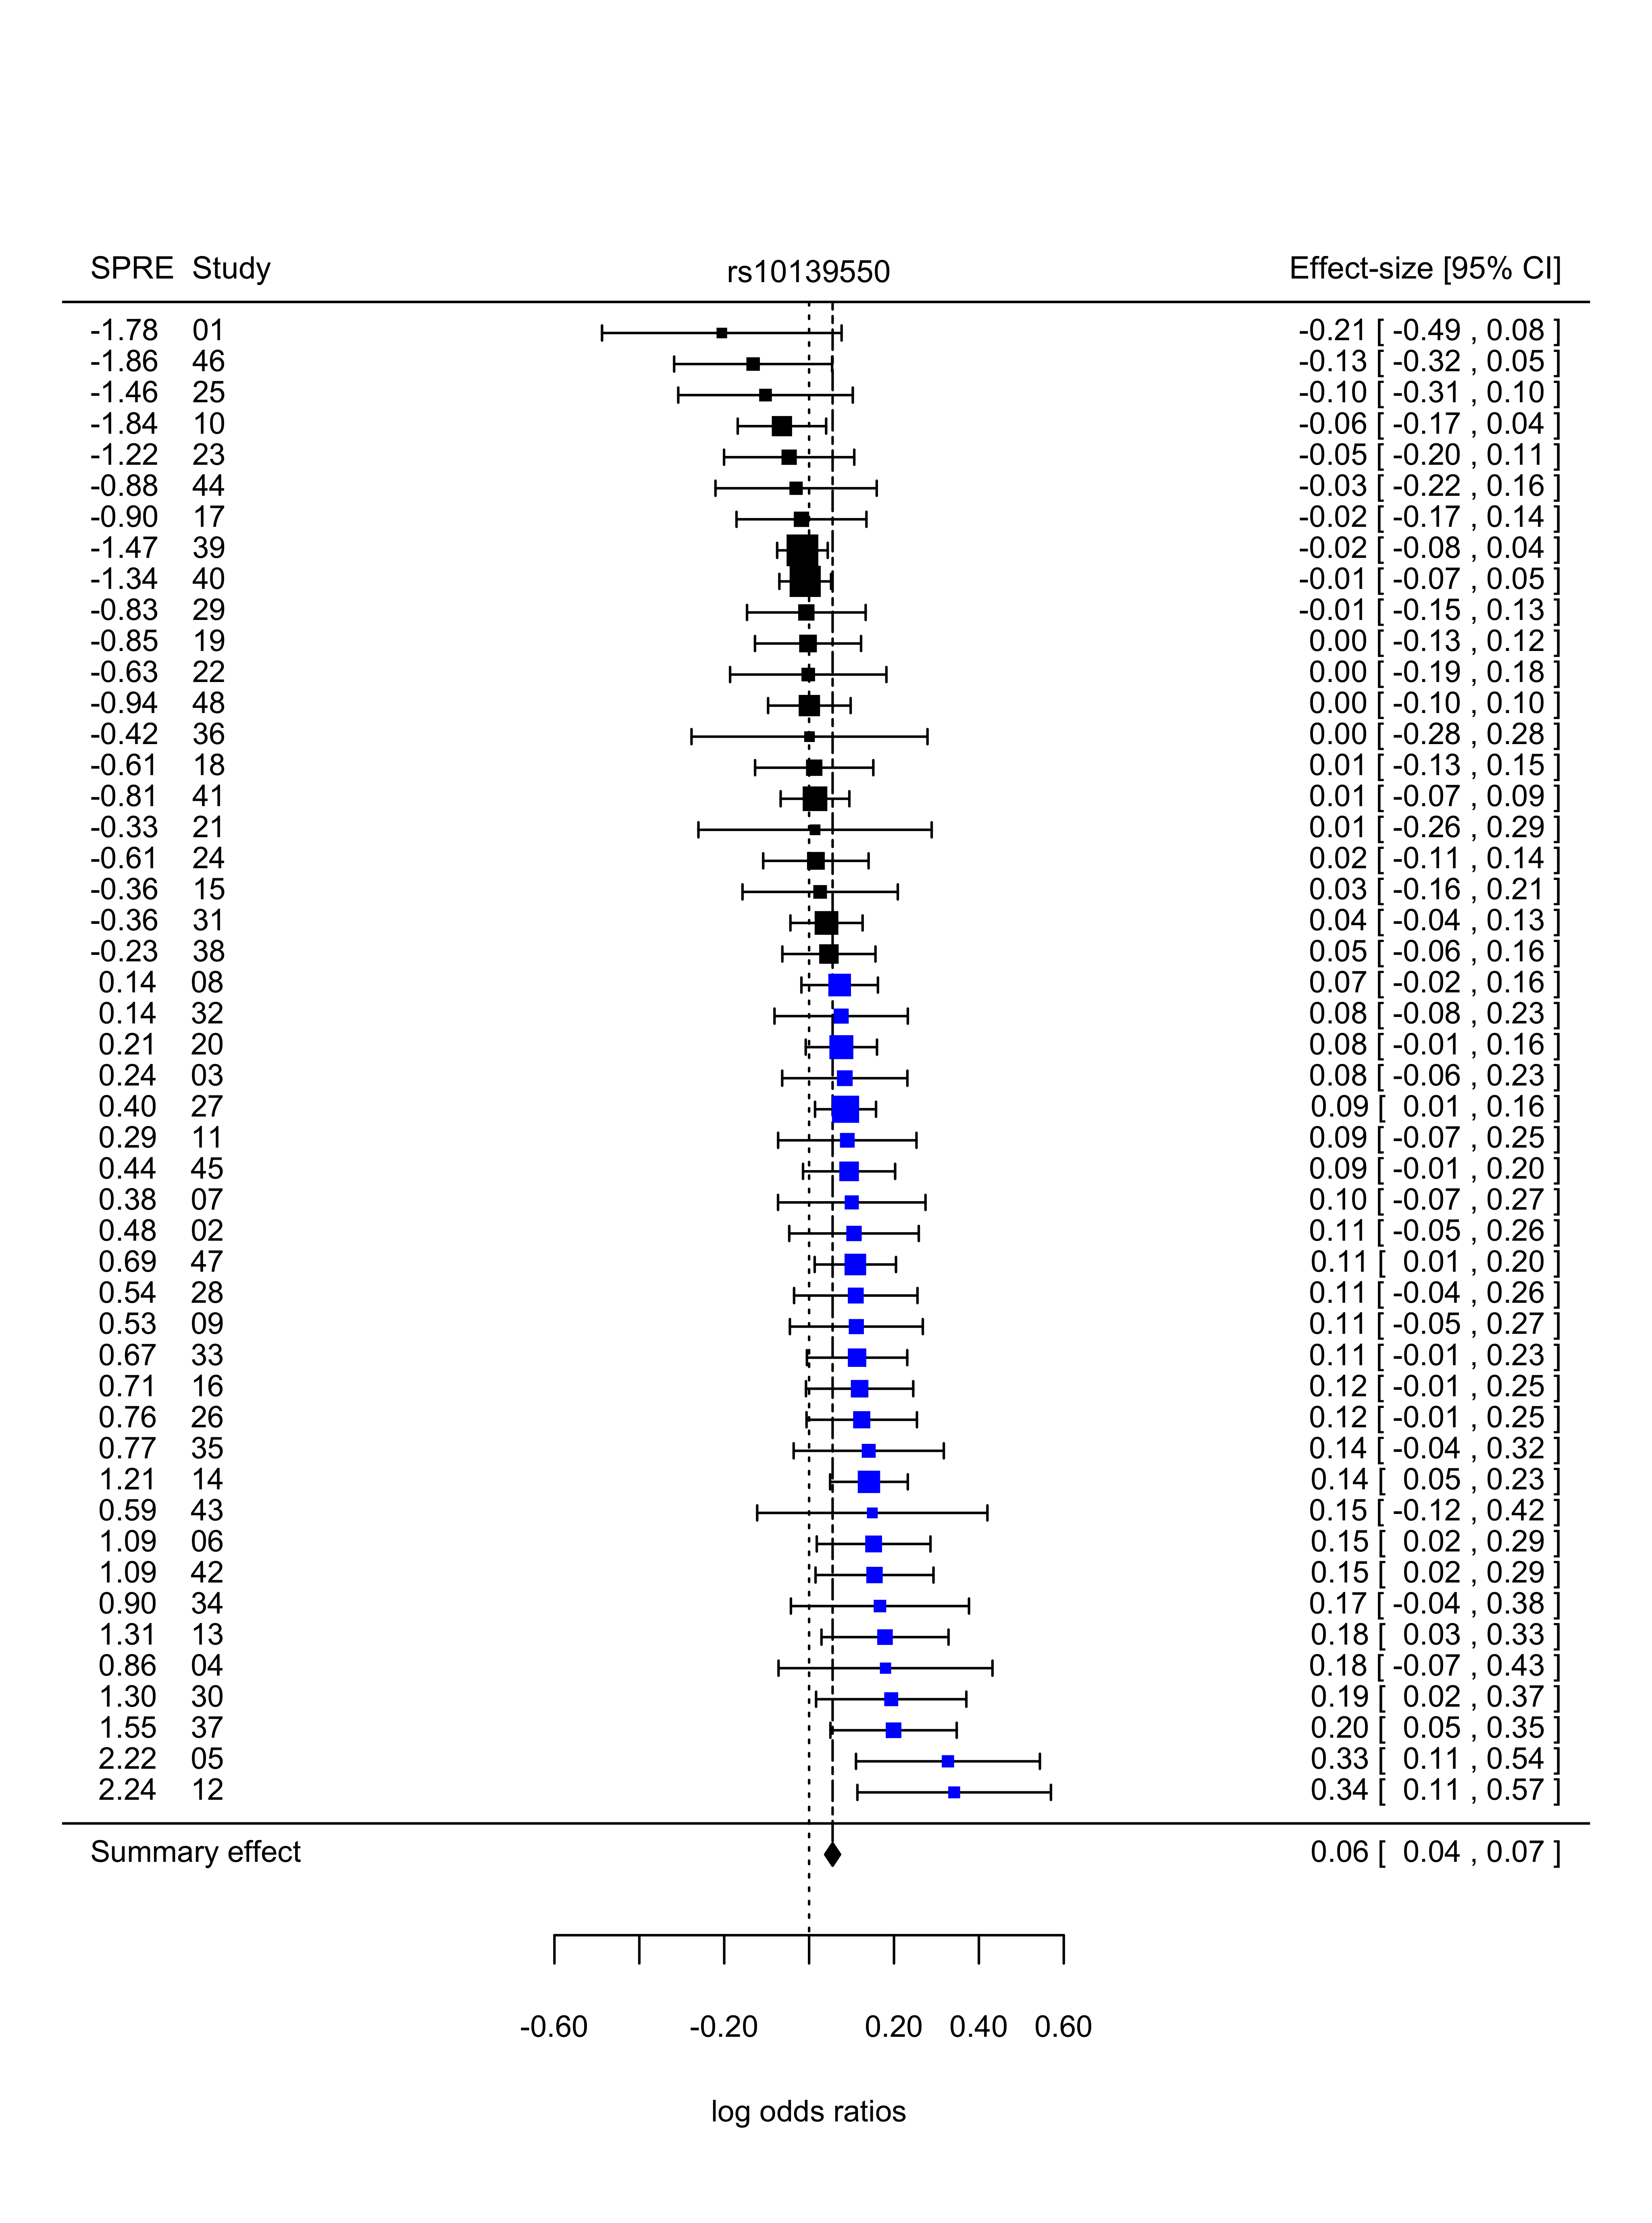 SPRE Study rs10139550 Effect-size [95% CI]
-1.78 01 -0.21 [ -0.49 , 0.08 ]
-1.86 46 -0.13 [ -0.32 , 0.05 ]
-1.46 25 -0.10 [ -0.31 , 0.10 ]
-1.84 10 -0.06 [ -0.17 , 0.04 ]
-1.22 23 -0.05 [ -0.20 , 0.11 ]
-0.88 44 -0.03 [ -0.22 , 0.16 ]
-0.90 17 -0.02 [ -0.17 , 0.14 ]
-1.47 39 -0.02 [ -0.08 , 0.04 ]
-1.34 40 -0.01 [ -0.07 , 0.05 ]
-0.83 29 -0.01 [ -0.15 , 0.13 ]
-0.85 19 0.00 [ -0.13 , 0.12 ]
-0.63 22 0.00 [ -0.19 , 0.18 ]
-0.94 48 0.00 [ -0.10 , 0.10 ]
-0.42 36 0.00 [ -0.28 , 0.28 ]
-0.61 18 0.01 [ -0.13 , 0.15 ]
-0.81 41 0.01 [ -0.07 , 0.09 ]
-0.33 21 0.01 [ -0.26 , 0.29 ]
-0.61 24 0.02 [ -0.11 , 0.14 ]
-0.36 15 0.03 [ -0.16 , 0.21 ]
-0.36 31 0.04 [ -0.04 , 0.13 ]
-0.23 38 0.05 [ -0.06 , 0.16 ]
0.14 08 0.07 [ -0.02 , 0.16 ]
0.14 32 0.08 [ -0.08 , 0.23 ]
0.21 20 0.08 [ -0.01 , 0.16 ]
0.24 03 0.08 [ -0.06 , 0.23 ]
0.40 27 0.09 [ 0.01 , 0.16 ]
0.29 11 0.09 [ -0.07 , 0.25 ]
0.44 45 0.09 [ -0.01 , 0.20 ]
0.38 07 0.10 [ -0.07 , 0.27 ]
0.48 02 0.11 [ -0.05 , 0.26 ]
0.69 47 0.11 [ 0.01 , 0.20 ]
0.54 28 0.11 [ -0.04 , 0.26 ]
0.53 09 0.11 [ -0.05 , 0.27 ]
0.67 33 0.11 [ -0.01 , 0.23 ]
0.71 16 0.12 [ -0.01 , 0.25 ]
0.76 26 0.12 [ -0.01 , 0.25 ]
0.77 35 0.14 [ -0.04 , 0.32 ]
1.21 14 0.14 [ 0.05 , 0.23 ]
0.59 43 0.15 [ -0.12 , 0.42 ]
1.09 06 0.15 [ 0.02 , 0.29 ]
1.09 42 0.15 [ 0.02 , 0.29 ]
0.90 34 0.17 [ -0.04 , 0.38 ]
1.31 13 0.18 [ 0.03 , 0.33 ]
0.86 04 0.18 [ -0.07 , 0.43 ]
1.30 30 0.19 [ 0.02 , 0.37 ]
1.55 37 0.20 [ 0.05 , 0.35 ]
2.22 05 0.33 [ 0.11 , 0.54 ]
2.24 12 0.34 [ 0.11 , 0.57 ]
Summary effect 0.06 [ 0.04 , 0.07 ]
-0.60 -0.20 0.20 0.40 0.60
log odds ratios